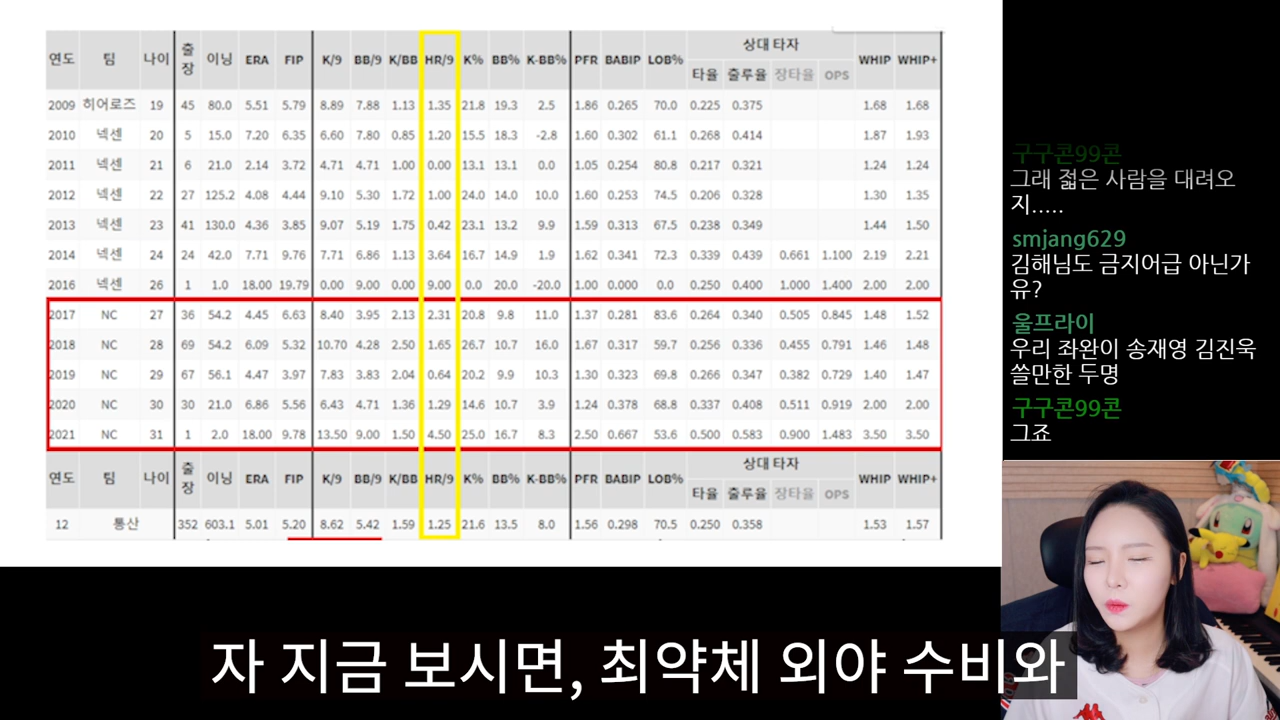 상대 타자
연도 팀 나이 출장 이닝 ERA FIP K/9 BB/9 K/BB HR/9 K% BB% K-BB% PFR BABIP LOB% 타율 출루율 장타율 OPS WHIP WHIP+
2009 히어로즈 19 45 80.0 5.51 5.79 8.89 7.88 1.13 1.35 21.8 19.3 2.5 1.86 0.265 70.0 0.225 0.375 1.68 1.68
2010 넥센 20 5 15.0 7.20 6.35 6.60 7.80 0.85 1.20 15.5 18.3 -2.8 1.60 0.302 61.1 0.268 0.414 1.87 1.93
2011 넥센 21 6 21.0 2.14 3.72 4.71 4.71 1.00 0.00 13.1 13.1 0.0 1.05 0.254 80.8 0.217 0.321 1.24 1.24
2012 넥센 22 27 125.2 4.08 4.44 9.10 5.30 1.72 1.00 24.0 14.0 10.0 1.60 0.253 74.5 0.206 0.328 1.30 1.35
2013 넥센 23 41 130.0 4.36 3.85 9.07 5.19 1.75 0.42 23.1 13.2 9.9 1.59 0.313 67.5 0.238 0.349 1.44 1.50
2014 넥센 24 24 42.0 7.71 9.76 7.71 6.86 1.13 3.64 16.7 14.9 1.9 1.62 0.341 72.3 0.339 0.439 0.661 1.100 2.19 2.21
2016 넥센 26 1 1.0 18.00 19.79 0.00 9.00 0.00 9.00 0.0 20.0 -20.0 1.00 0.000 0.0 0.250 0.400 1.000 1.400 2.00 2.00
2017 NC 27 36 54.2 4.45 6.63 8.40 3.95 2.13 2.31 20.8 9.8 11.0 1.37 0.281 83.6 0.264 0.340 0.505 0.845 1.48 1.52
2018 NC 28 69 54.2 6.09 5.32 10.70 4.28 2.50 1.65 26.7 10.7 16.0 1.67 0.317 59.7 0.256 0.336 0.455 0.791 1.46 1.48
2019 NC 29 67 56.1 4.47 3.97 7.83 3.83 2.04 0.64 20.2 9.9 10.3 1.30 0.323 69.8 0.266 0.347 0.382 0.729 1.40 1.47
2020 NC 30 30 21.0 6.86 5.56 6.43 4.71 1.36 1.29 14.6 10.7 3.9 1.24 0.378 68.8 0.337 0.408 0.511 0.919 2.00 2.00
2021 NC 31 1 2.0 18.00 9.78 13.50 9.00 1.50 4.50 25.0 16.7 8.3 2.50 0.667 53.6 0.500 0.583 0.900 1.483 3.50 3.50
상대 타자
연도 팀 나이 출장 이닝 ERA FIP K/9 BB/9 K/BB HR/9 K% BB% K-BB% PFR BABIP LOB% 타율 출루율 장타율 OPS WHIP WHIP+
12 통산 352 603.1 5.01 5.20 8.62 5.42 1.59 1.25 21.6 13.5 8.0 1.56 0.298 70.5 0.250 0.358 1.53 1.57
구구콘99콘
그래 젋은 사람을 대려오
지.....
smjang629
김해님도 금지어급 아닌가
유?
울프라이
우리 좌완이 송재영 김진욱
쓸만한 두명
구구콘99콘
그죠
자 지금 보시면, 최약체 외야 수비와